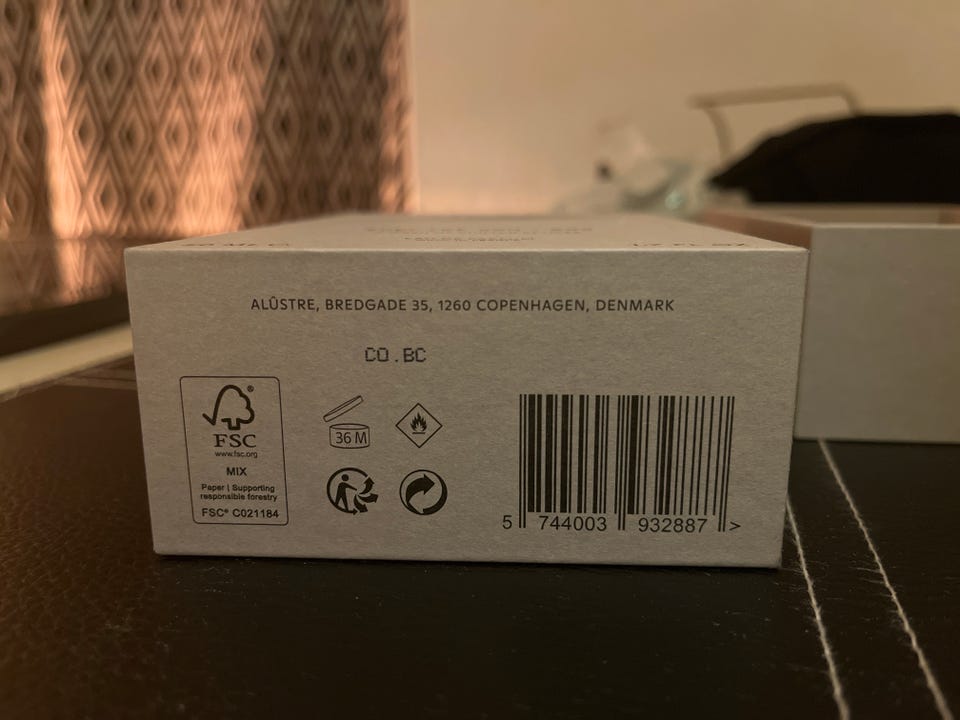 ALÛSTRE, BREDGADE 35, 1260 COPENHAGEN, DENMARK
CO.BC
FSC®
www.fsc.org
MIX
Paper | Supporting
responsible forestry
FSC® C021184
36 M
5 744003 932887 >